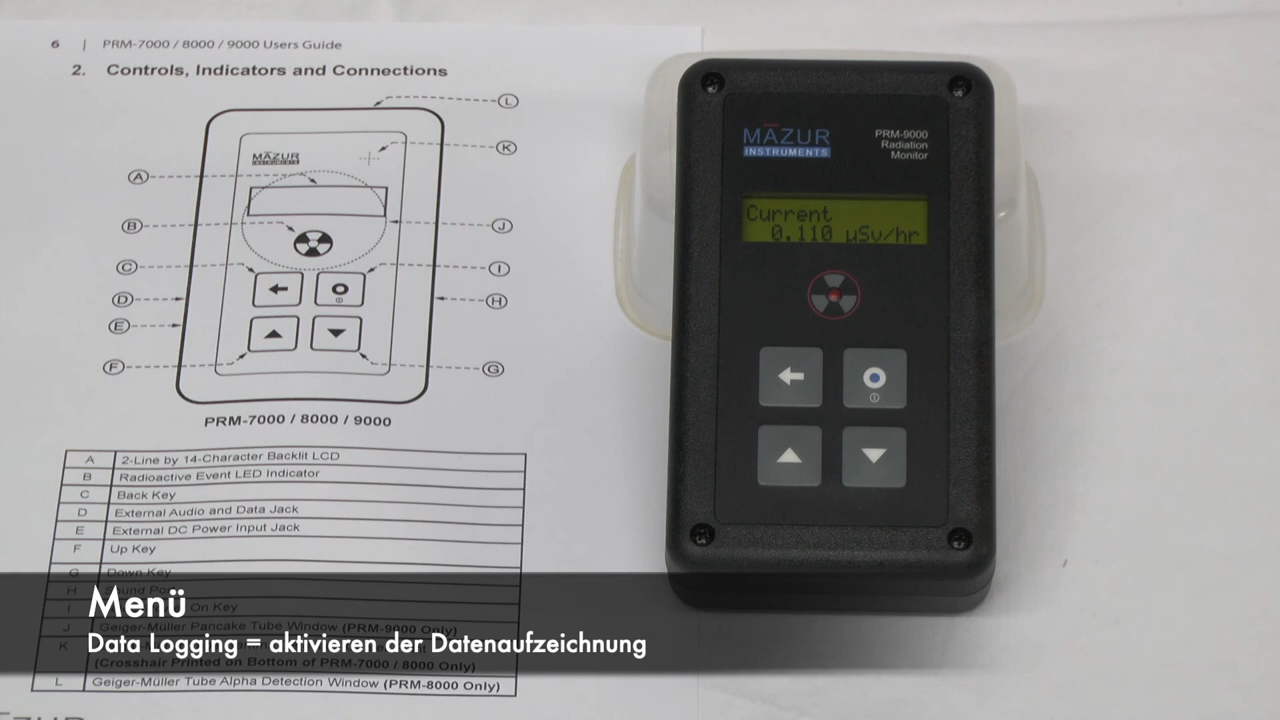 6 | PRM-7000 / 8000 / 9000 Users Guide
2. Controls, Indicators and Connections
L
K
A
B
J
C
I
D
H
E
F
G
MAZUR
INSTRUMENTS
PRM-7000 / 8000 / 9000
A 2-Line by 14-Character Backlit LCD
B Radioactive Event LED Indicator
C Back Key
D External Audio and Data Jack
E External DC Power Input Jack
F Up Key
G Down Key
H Sound Port
I On Key
J Geiger-Müller Pancake Tube Window (PRM-9000 Only)
K
(Crosshair Printed on Bottom of PRM-7000 / 8000 Only)
L Geiger-Müller Tube Alpha Detection Window (PRM-8000 Only)
MAZUR
INSTRUMENTS
PRM-9000
Radiation
Monitor
Current
0.110 µSv/hr
Menü
Data Logging = aktivieren der Datenaufzeichnung